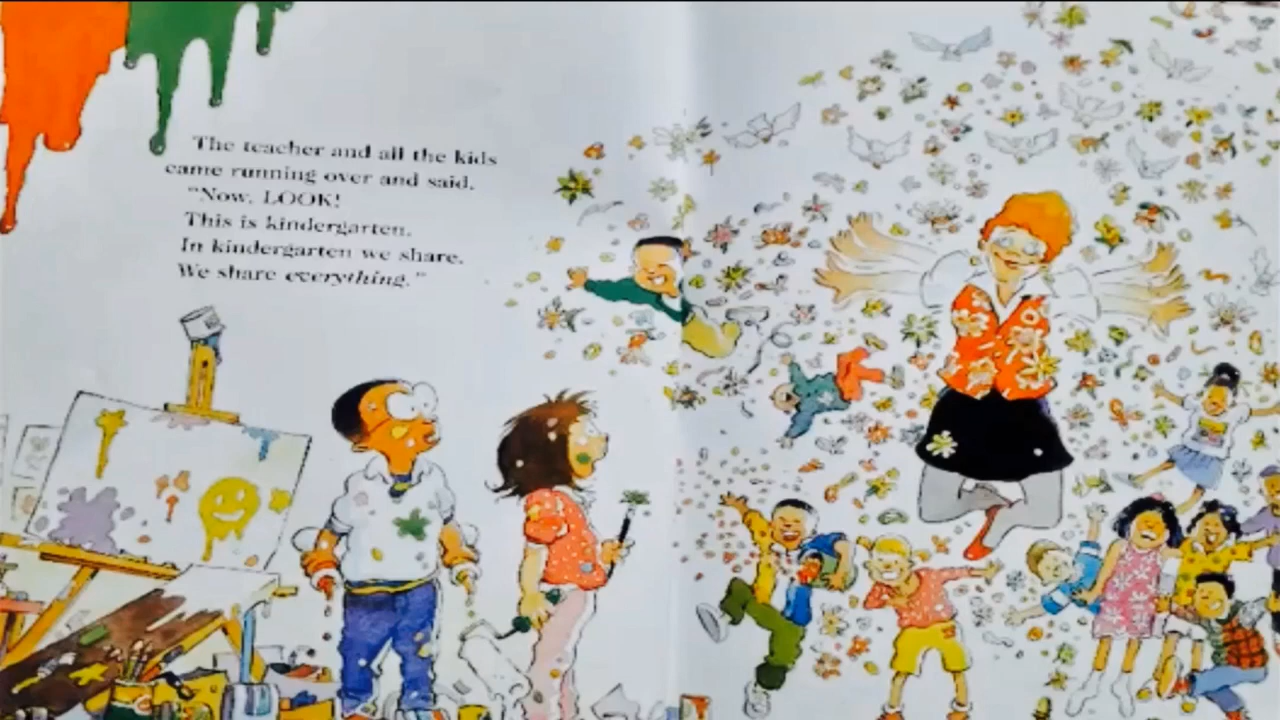 The teacher and all the kids
came running over and said,
"Now, LOOK!
This is kindergarten.
In kindergarten we share.
We share everything."